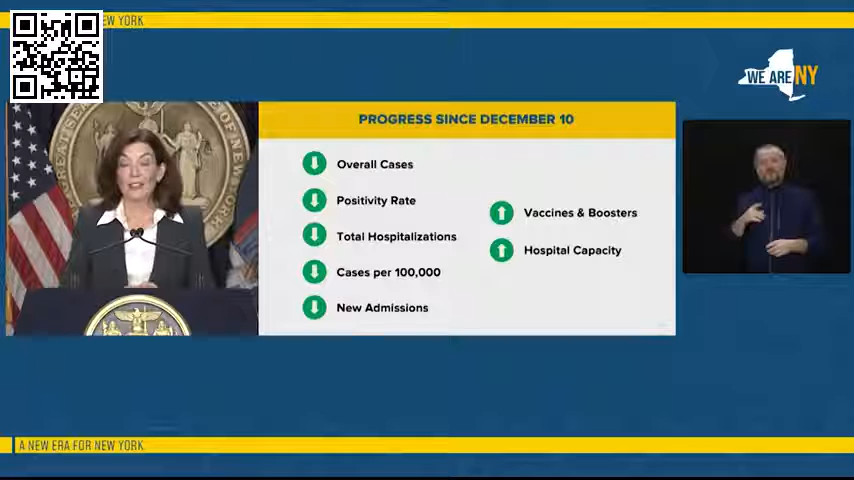 EW YORK
WE ARE NY
PROGRESS SINCE DECEMBER 10
Overall Cases
Positivity Rate
Total Hospitalizations
Cases per 100,000
New Admissions
Vaccines & Boosters
Hospital Capacity
A NEW ERA FOR NEW YORK